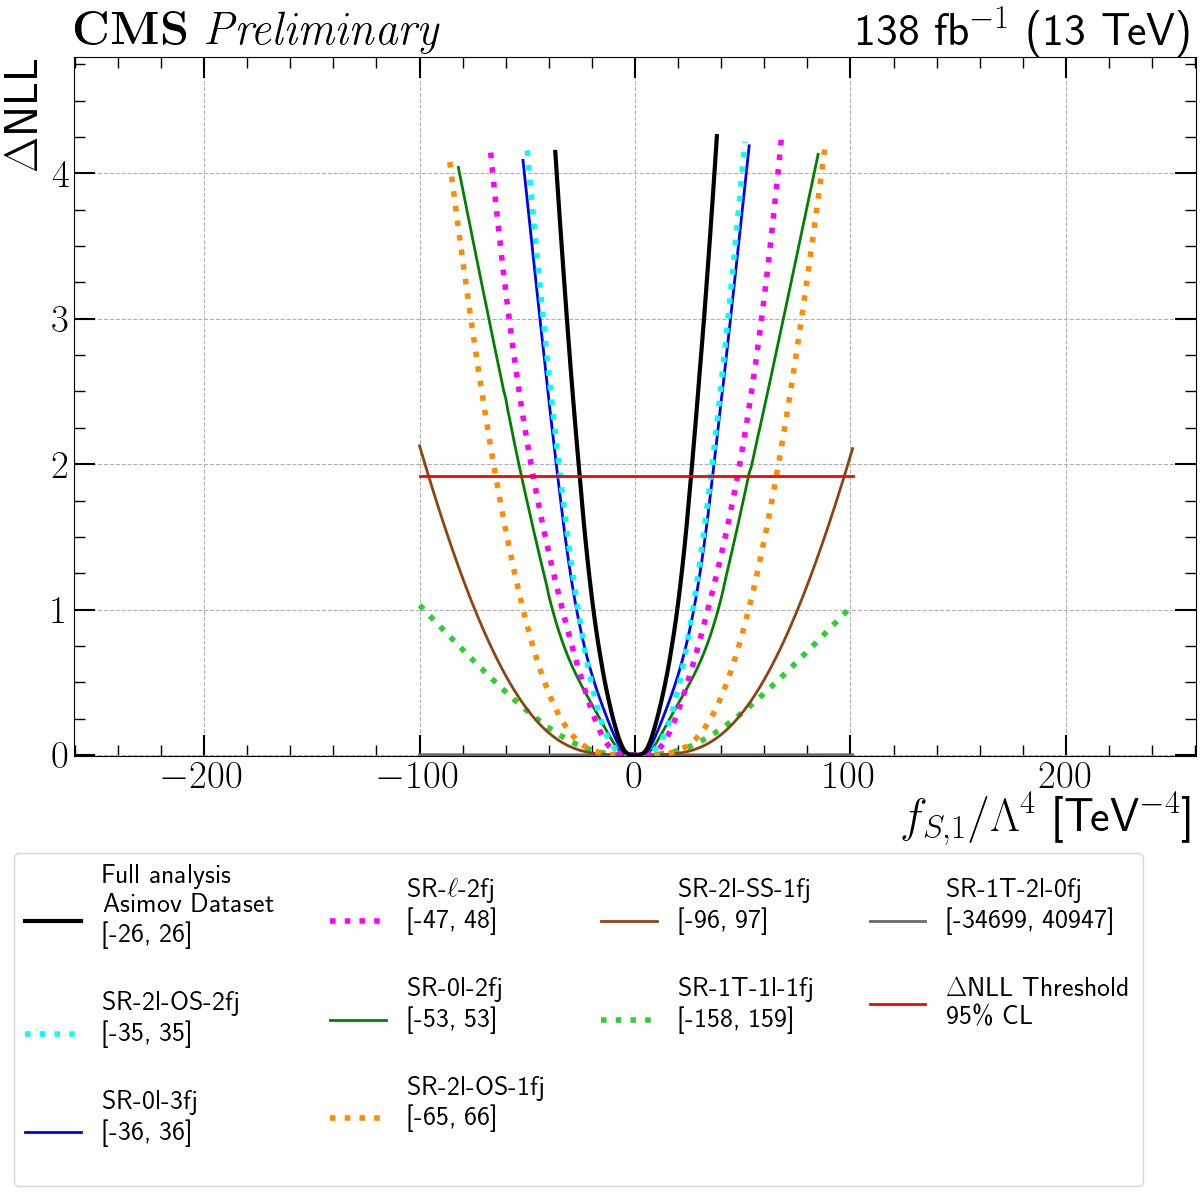 CMS Preliminary 138 fb⁻¹ (13 TeV)
ΔNLL
4
3
2
1
0
−200 −100 0 100 200
f_{S,1}/Λ⁴ [TeV⁻⁴]
Full analysis
Asimov Dataset
[-26, 26]
SR-2l-OS-2fj
[-35, 35]
SR-0l-3fj
[-36, 36]
SR-ℓ-2fj
[-47, 48]
SR-0l-2fj
[-53, 53]
SR-2l-OS-1fj
[-65, 66]
SR-2l-SS-1fj
[-96, 97]
SR-1T-1l-1fj
[-158, 159]
SR-1T-2l-0fj
[-34699, 40947]
ΔNLL Threshold
95% CL